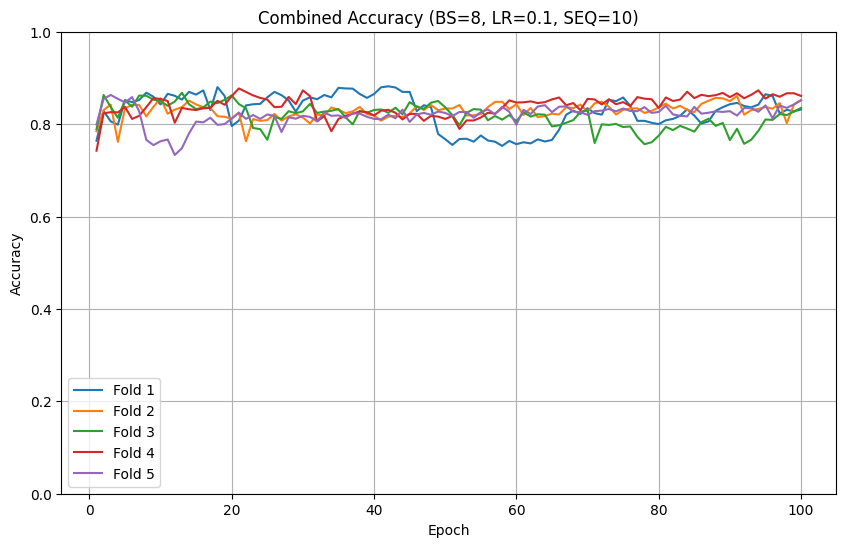 Combined Accuracy (BS=8, LR=0.1, SEQ=10)
1.0
0.8
0.6
0.4
0.2
0.0
Accuracy
Fold 1
Fold 2
Fold 3
Fold 4
Fold 5
0 20 40 60 80 100
Epoch